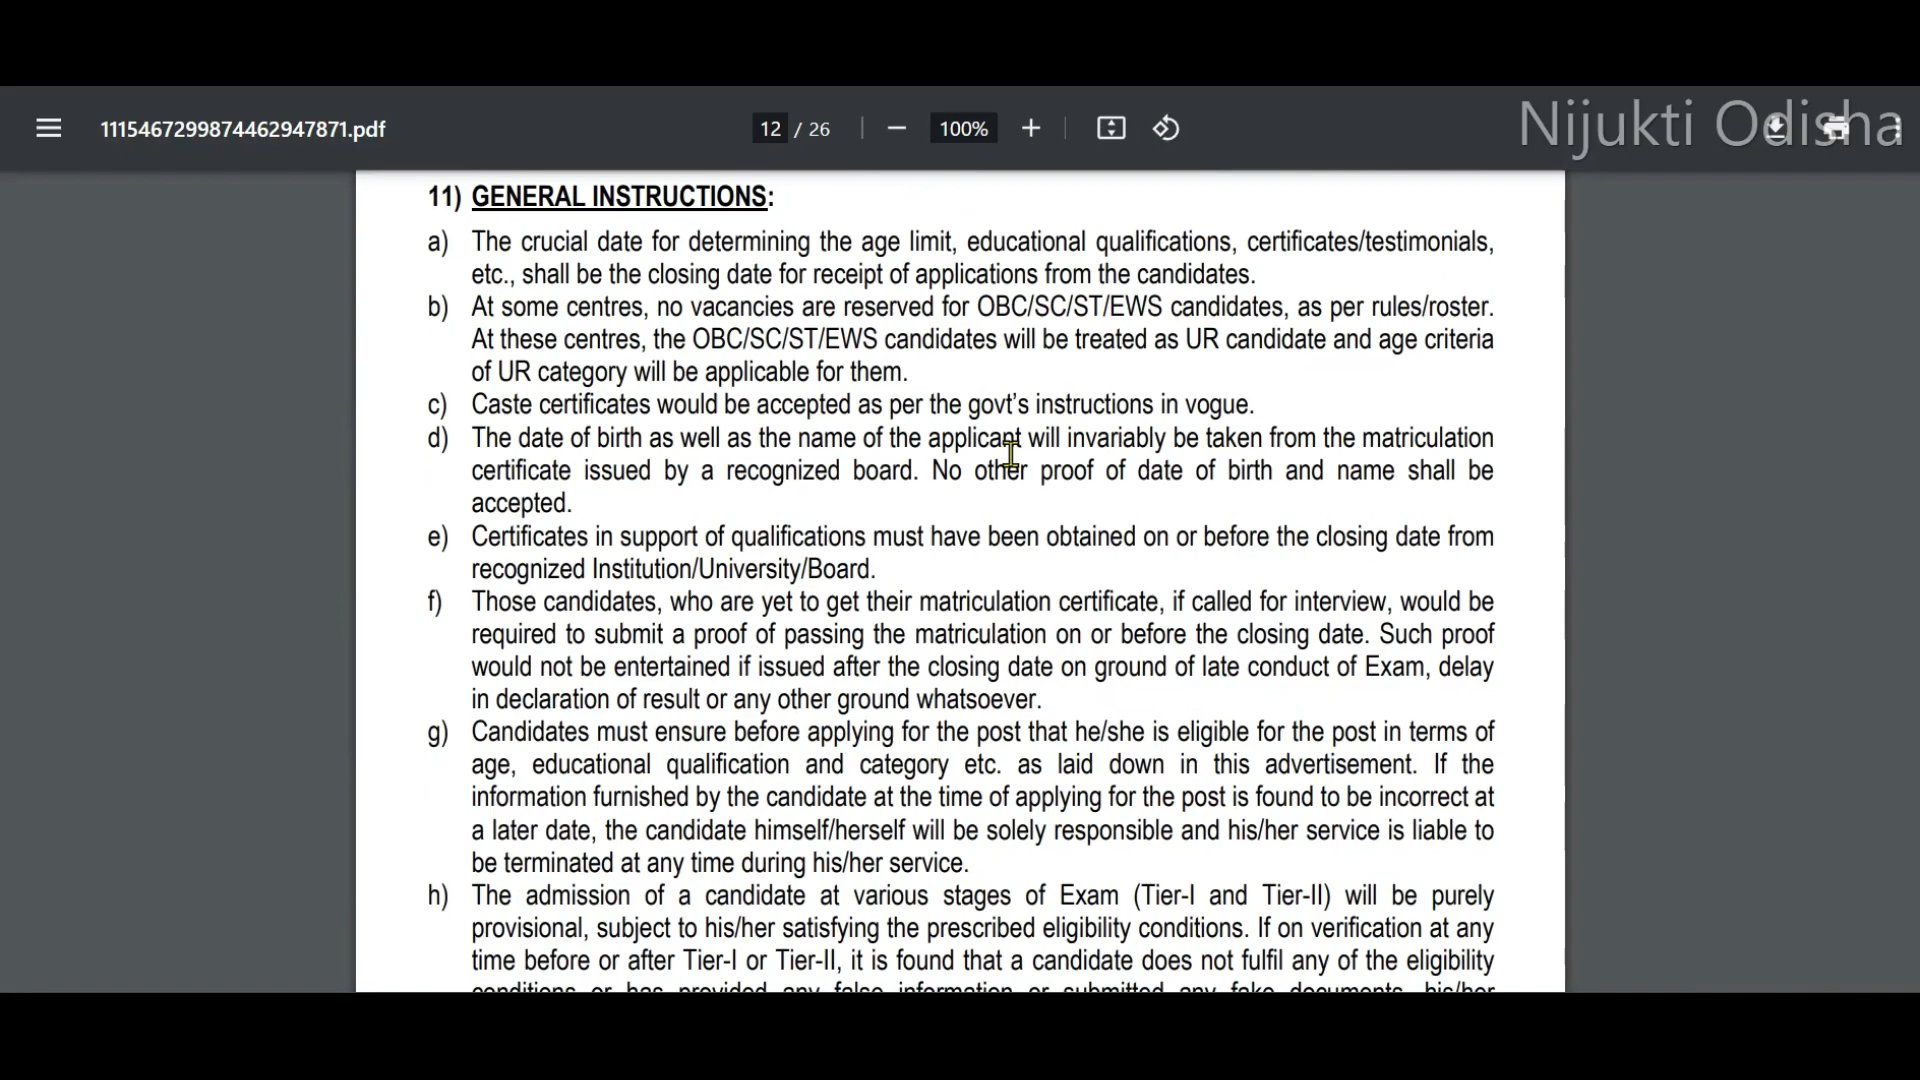 1115467299874462947871.pdf
12 / 26
100%
Nijukti Odisha
11) GENERAL INSTRUCTIONS:
a) The crucial date for determining the age limit, educational qualifications, certificates/testimonials,
etc., shall be the closing date for receipt of applications from the candidates.
b) At some centres, no vacancies are reserved for OBC/SC/ST/EWS candidates, as per rules/roster.
At these centres, the OBC/SC/ST/EWS candidates will be treated as UR candidate and age criteria
of UR category will be applicable for them.
c) Caste certificates would be accepted as per the govt's instructions in vogue.
d) The date of birth as well as the name of the applicant will invariably be taken from the matriculation
certificate issued by a recognized board. No other proof of date of birth and name shall be
accepted.
e) Certificates in support of qualifications must have been obtained on or before the closing date from
recognized Institution/University/Board.
f) Those candidates, who are yet to get their matriculation certificate, if called for interview, would be
required to submit a proof of passing the matriculation on or before the closing date. Such proof
would not be entertained if issued after the closing date on ground of late conduct of Exam, delay
in declaration of result or any other ground whatsoever.
g) Candidates must ensure before applying for the post that he/she is eligible for the post in terms of
age, educational qualification and category etc. as laid down in this advertisement. If the
information furnished by the candidate at the time of applying for the post is found to be incorrect at
a later date, the candidate himself/herself will be solely responsible and his/her service is liable to
be terminated at any time during his/her service.
h) The admission of a candidate at various stages of Exam (Tier-I and Tier-II) will be purely
provisional, subject to his/her satisfying the prescribed eligibility conditions. If on verification at any
time before or after Tier-I or Tier-II, it is found that a candidate does not fulfil any of the eligibility
conditions or has provided any false information or submitted any fake documents, his/her